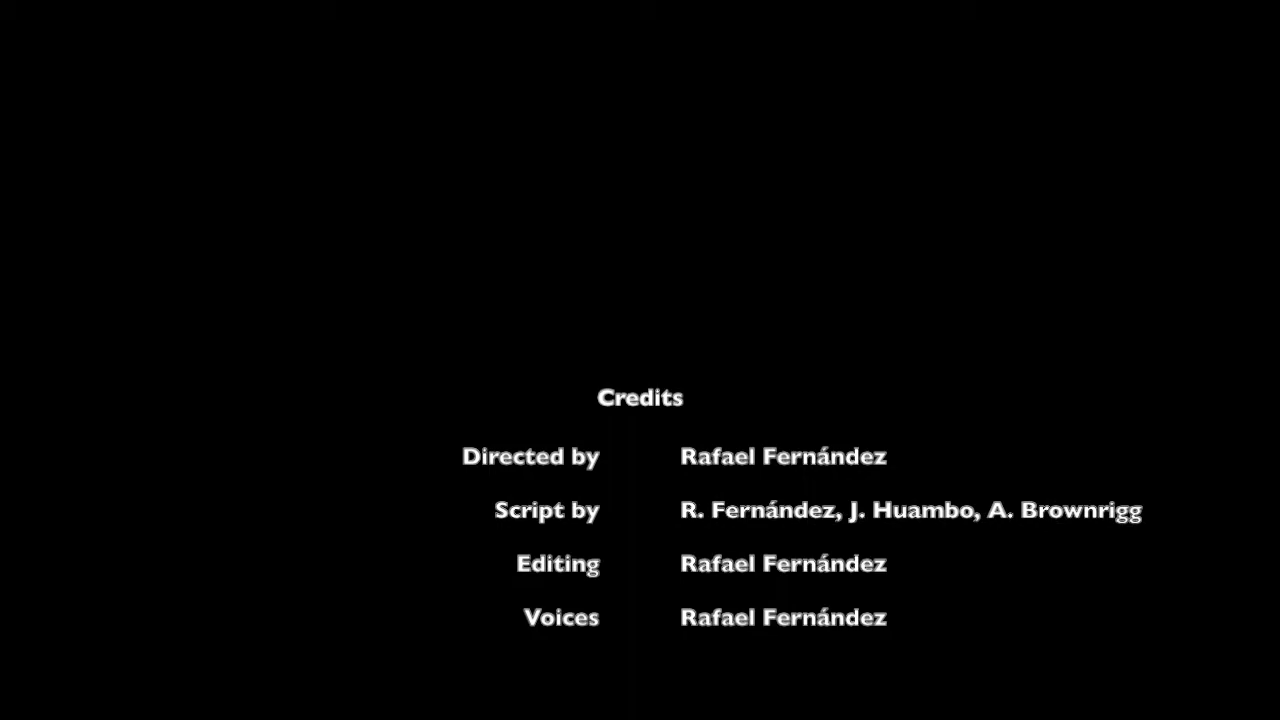 Credits
Directed by Rafael Fernández
Script by R. Fernández, J. Huambo, A. Brownrigg
Editing Rafael Fernández
Voices Rafael Fernández